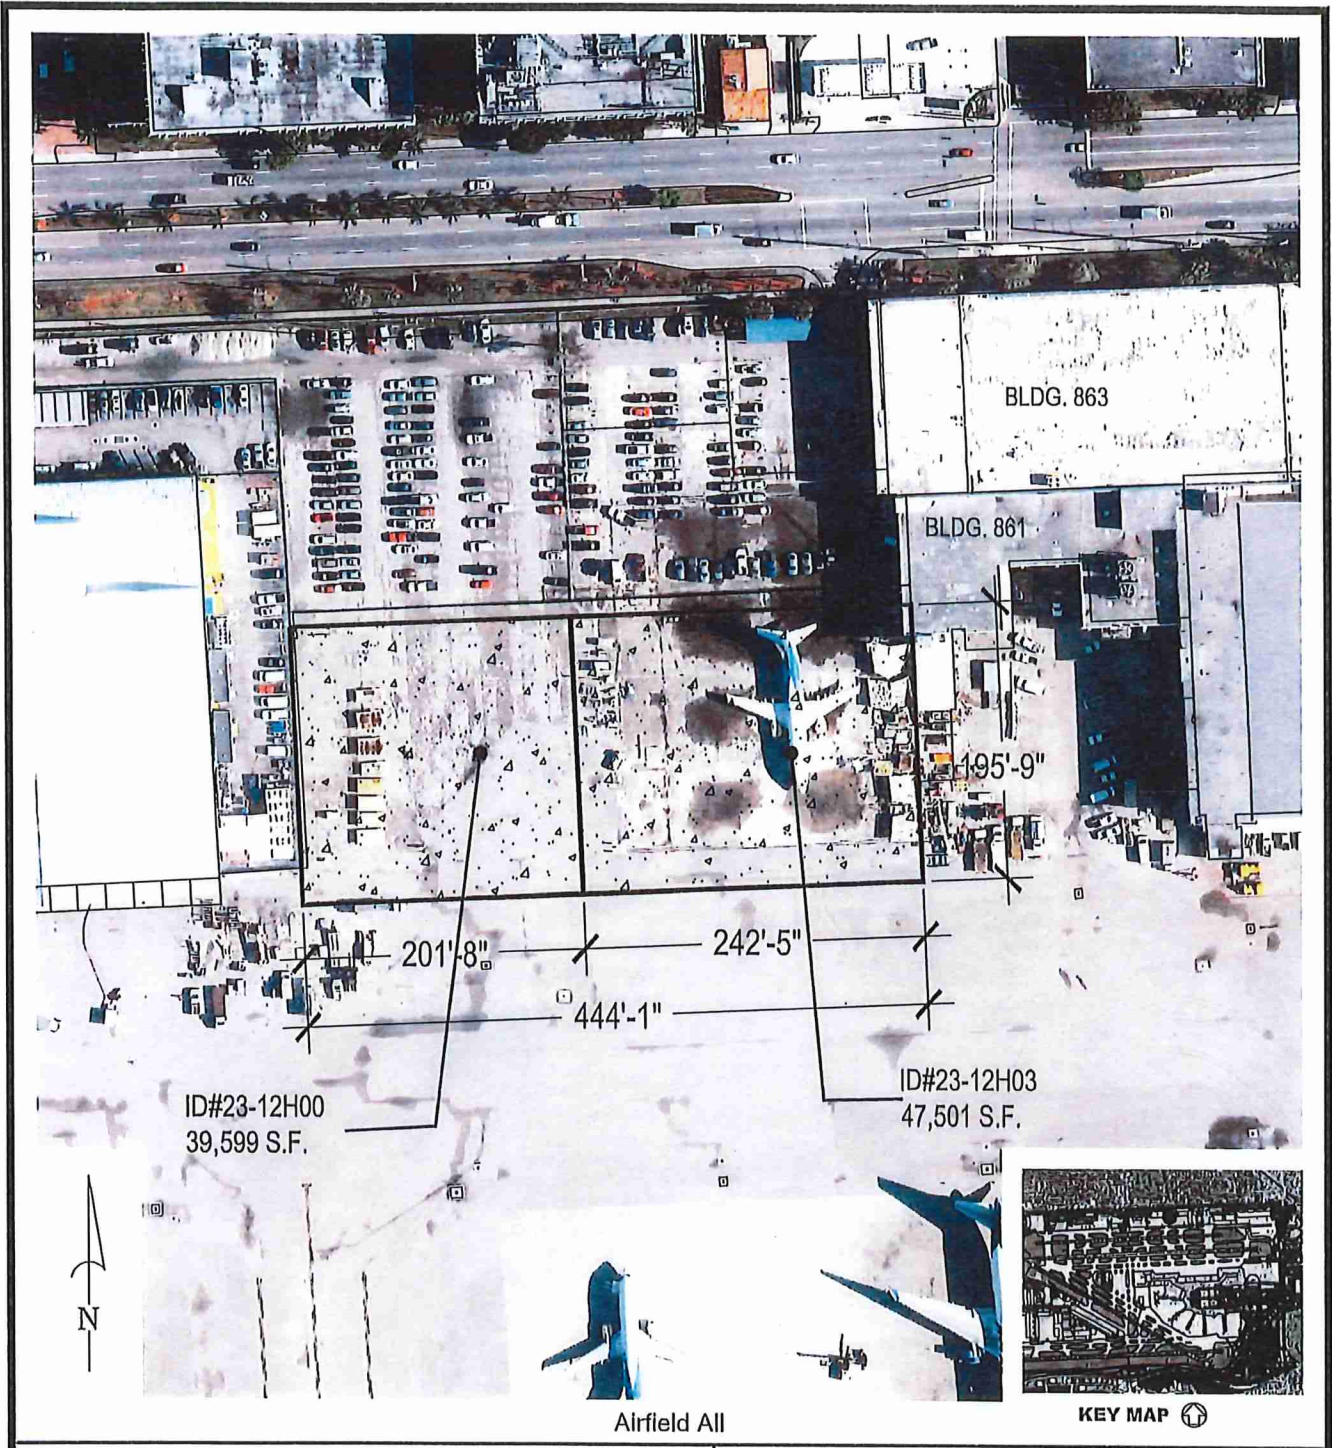 BLDG. 863
BLDG. 861
195'-9"
201'-8"
242'-5"
444'-1"
ID#23-12H00
39,599 S.F.
ID#23-12H03
47,501 S.F.
N
Airfield All
KEY MAP